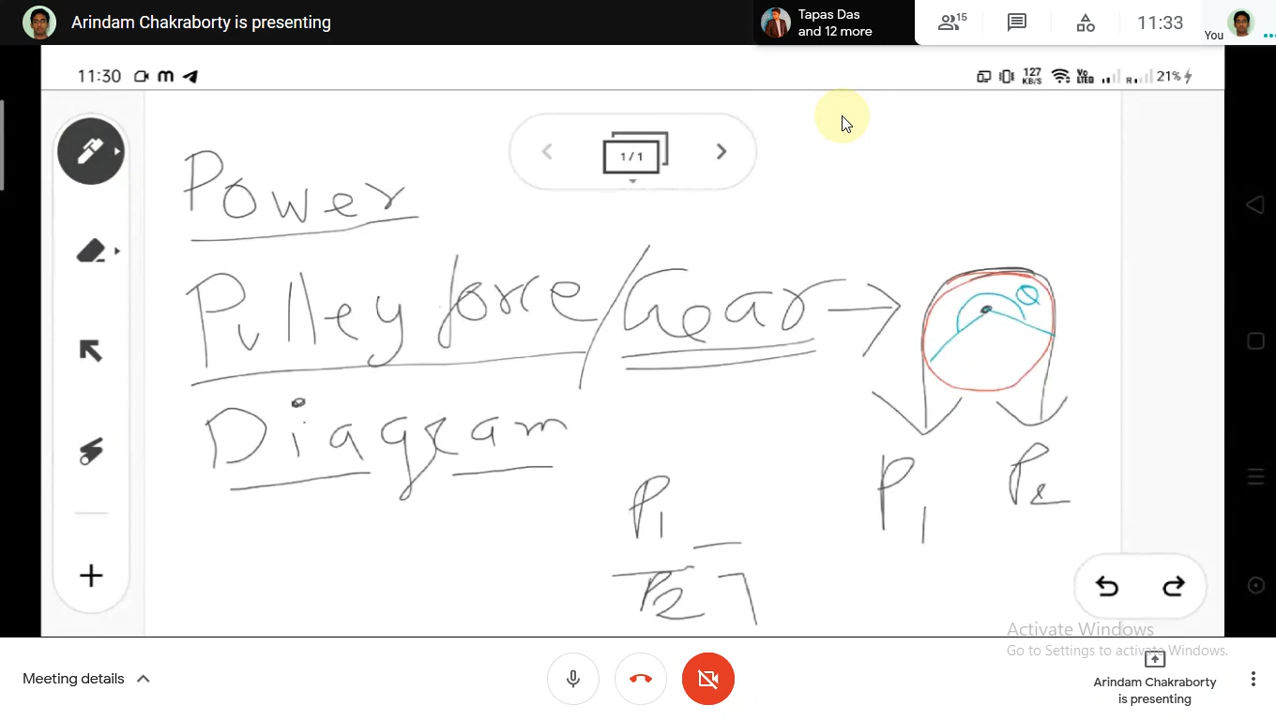 Arindam Chakraborty is presenting
Tapas Das
and 12 more
15
11:33
You
11:30
m
127
KB/S
Vo
LTED
R
21%
1/1
Power
Pulley force/Gear →
Diagram
θ
P1
P2
P1
P2
Activate Windows
Go to Settings to activate Windows.
Meeting details
Arindam Chakraborty
is presenting